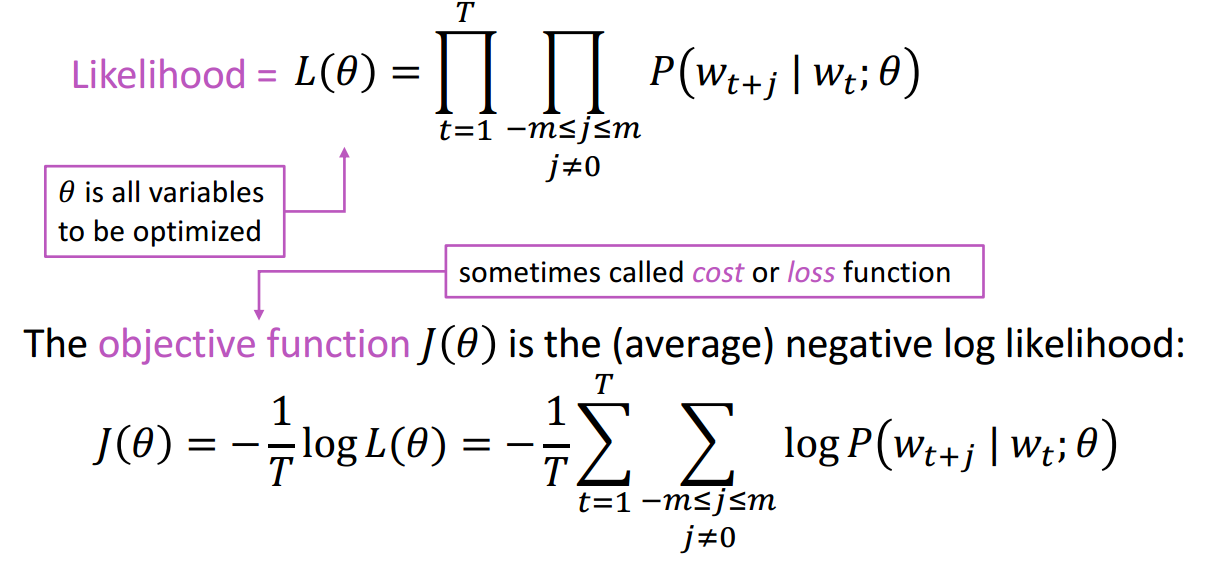 Likelihood = L(θ) = ∏_{t=1}^{T} ∏_{-m≤j≤m, j≠0} P(w_{t+j} | w_t; θ)
θ is all variables
to be optimized
sometimes called cost or loss function
The objective function J(θ) is the (average) negative log likelihood:
J(θ) = −1/T log L(θ) = −1/T ∑_{t=1}^{T} ∑_{-m≤j≤m, j≠0} log P(w_{t+j} | w_t; θ)